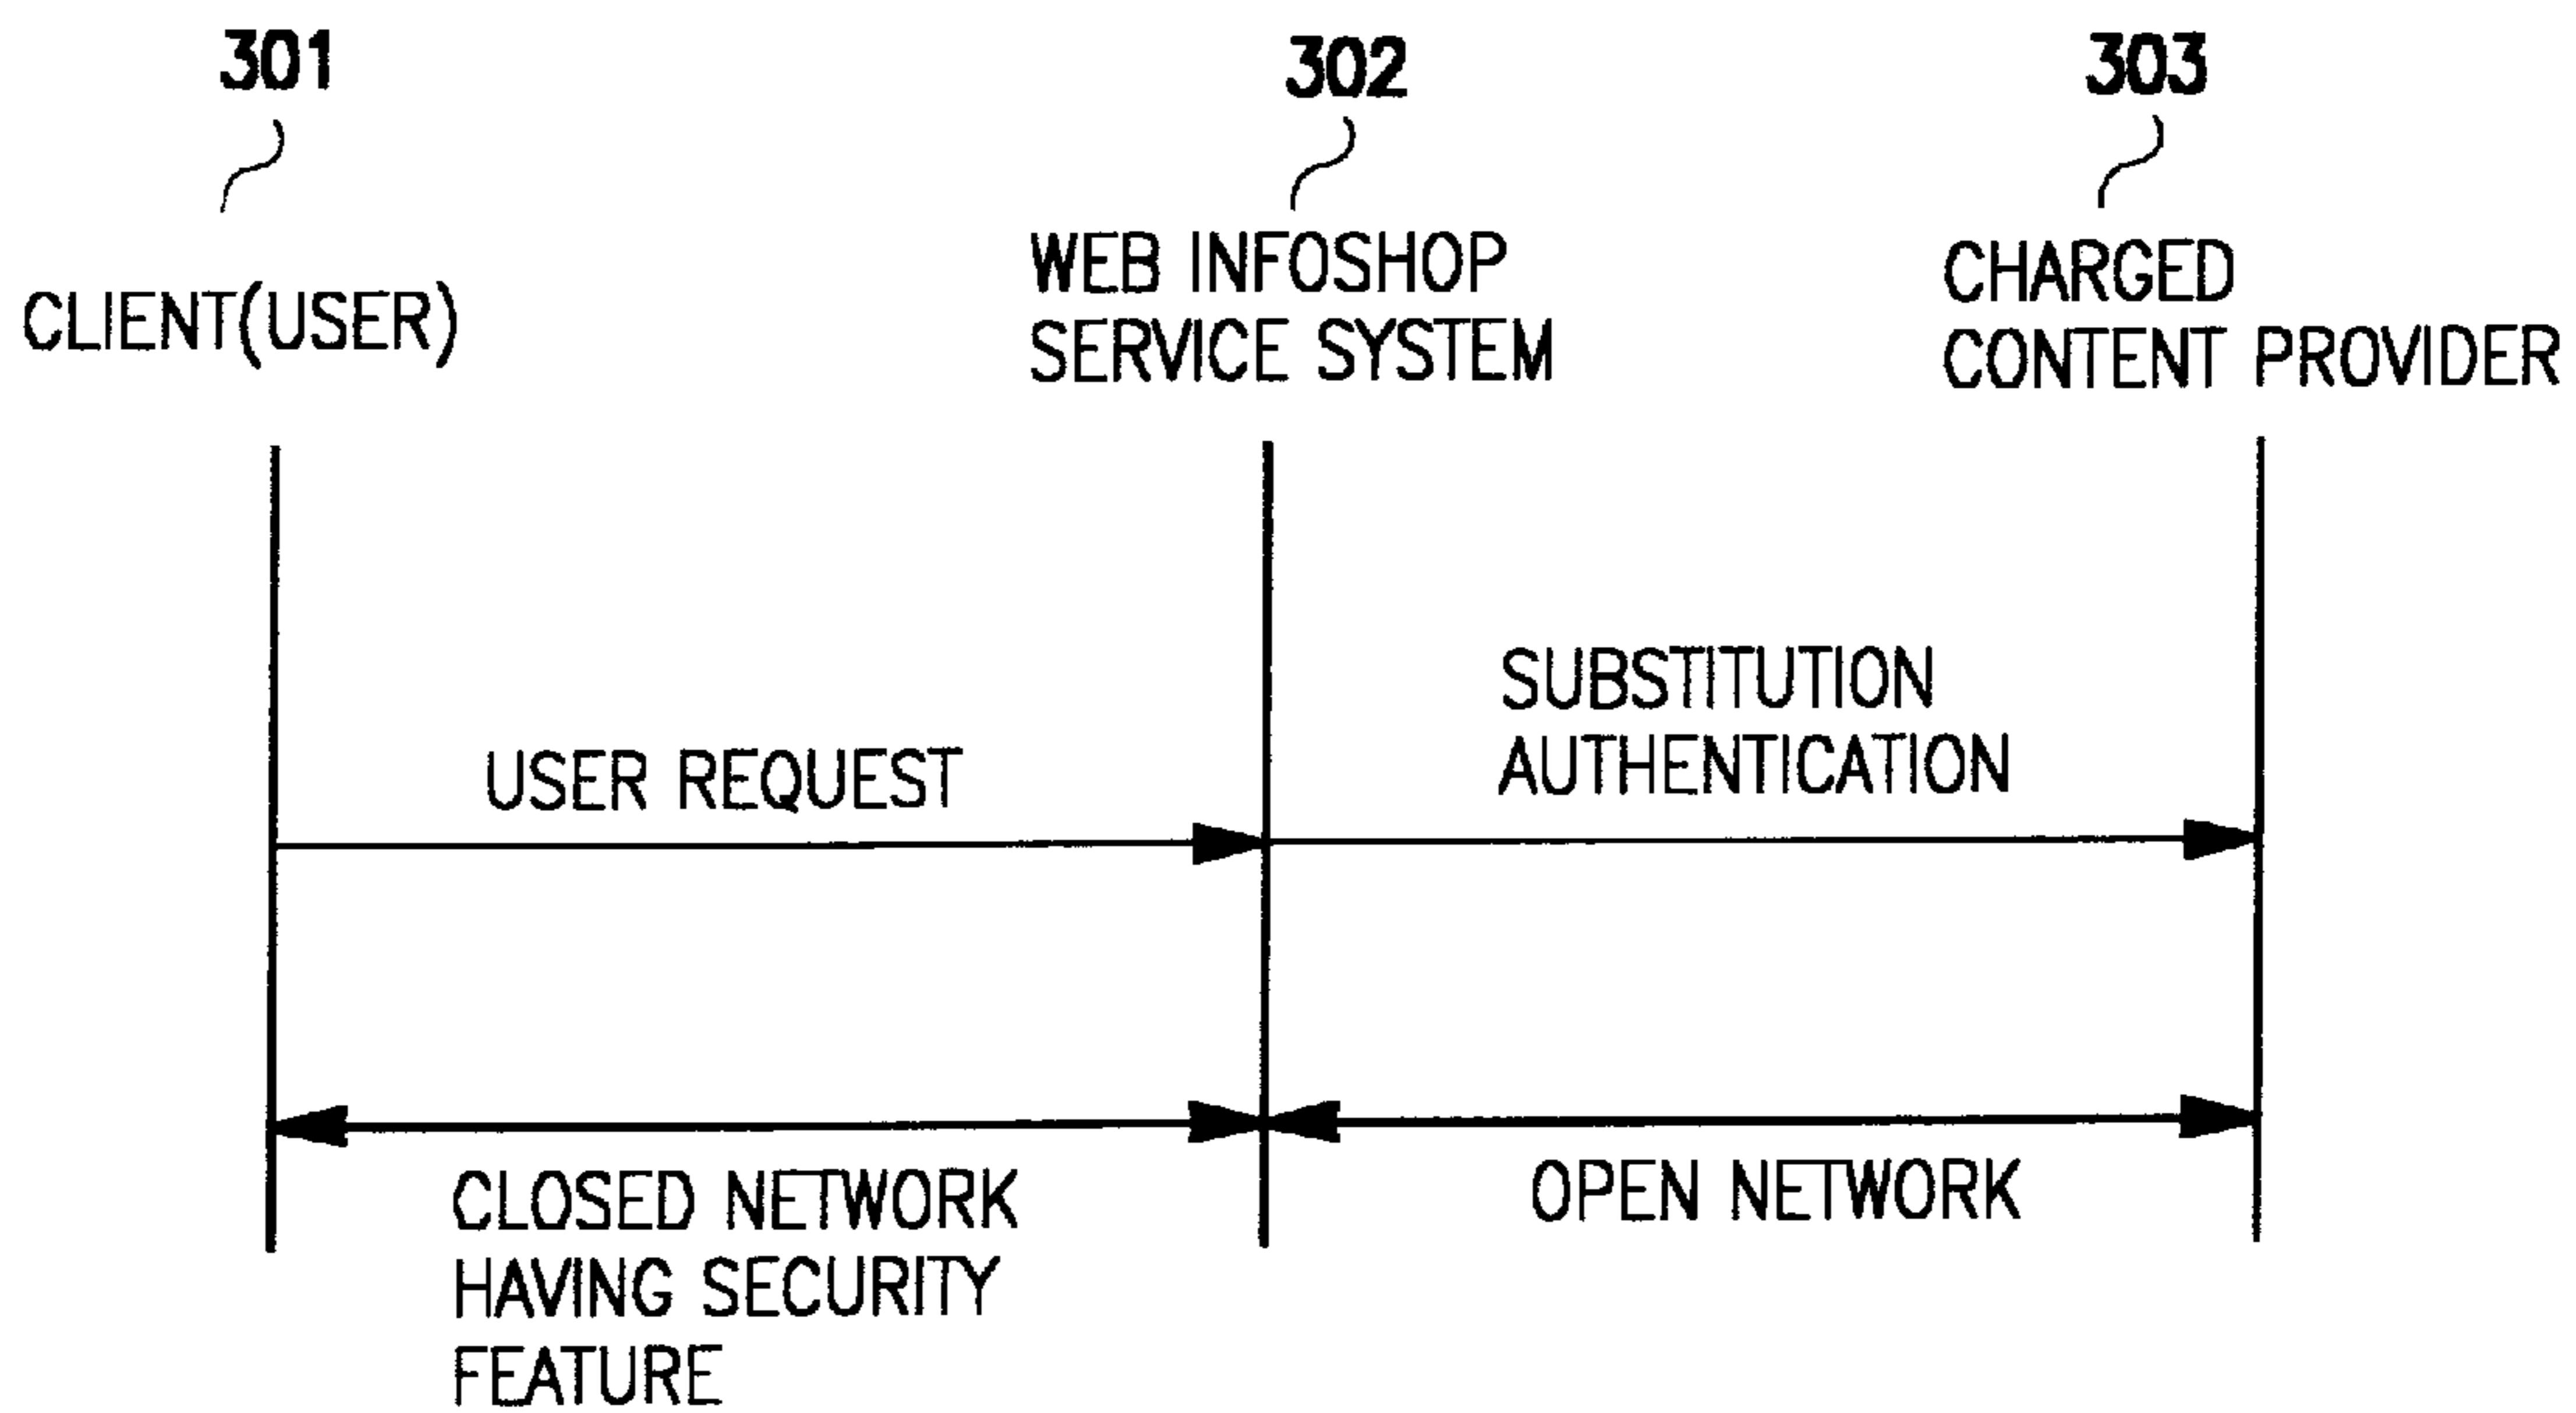 301
302
303
CLIENT(USER)
WEB INFOSHOP
SERVICE SYSTEM
CHARGED
CONTENT PROVIDER
USER REQUEST
SUBSTITUTION
AUTHENTICATION
CLOSED NETWORK
HAVING SECURITY
FEATURE
OPEN NETWORK